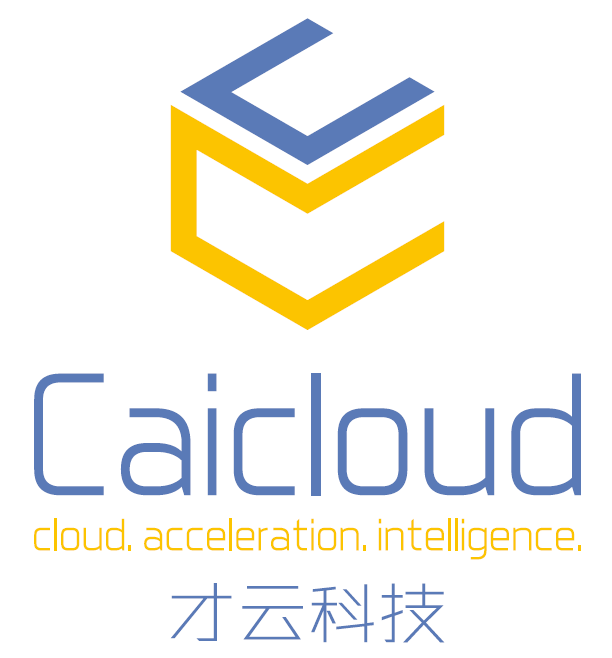 Caicloud
cloud. acceleration. intelligence.
才云科技